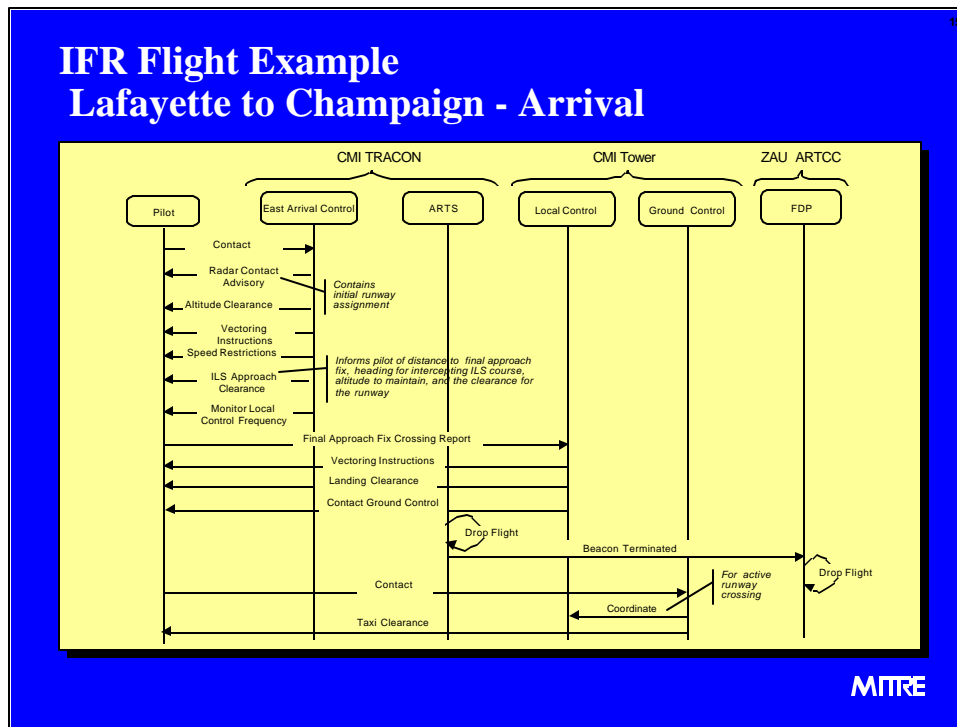 IFR Flight Example
Lafayette to Champaign - Arrival
CMI TRACON
CMI Tower
ZAU ARTCC
Pilot
East Arrival Control
ARTS
Local Control
Ground Control
FDP
Contact
Radar Contact
Advisory
Contains
initial runway
assignment
Altitude Clearance
Vectoring
Instructions
Speed Restrictions
Informs pilot of distance to final approach
fix, heading for intercepting ILS course,
altitude to maintain, and the clearance for
the runway
ILS Approach
Clearance
Monitor Local
Control Frequency
Final Approach Fix Crossing Report
Vectoring Instructions
Landing Clearance
Contact Ground Control
Drop Flight
Beacon Terminated
Drop Flight
For active
runway
crossing
Contact
Coordinate
Taxi Clearance
MITRE